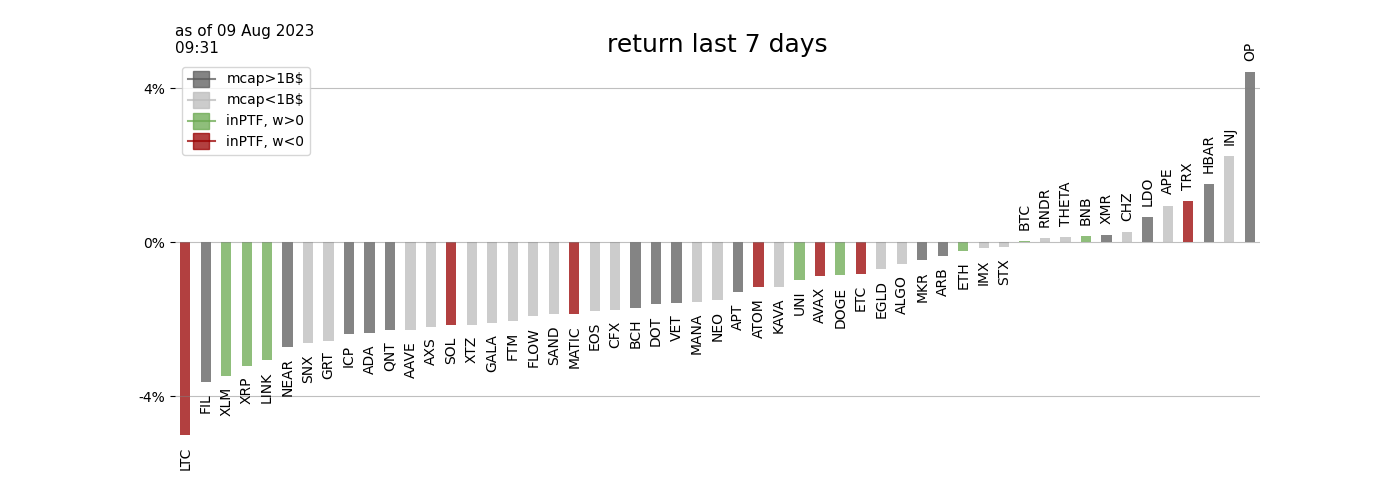 as of 09 Aug 2023
09:31
return last 7 days
mcap>1B$
mcap<1B$
inPTF, w>0
inPTF, w<0
4%
0%
-4%
LTC
FIL
XLM
XRP
LINK
NEAR
SNX
GRT
ICP
ADA
QNT
AAVE
AXS
SOL
XTZ
GALA
FTM
FLOW
SAND
MATIC
EOS
CFX
BCH
DOT
VET
MANA
NEO
APT
ATOM
KAVA
UNI
AVAX
DOGE
ETC
EGLD
ALGO
MKR
ARB
ETH
IMX
STX
BTC
RNDR
THETA
BNB
XMR
CHZ
LDO
APE
TRX
HBAR
INJ
OP